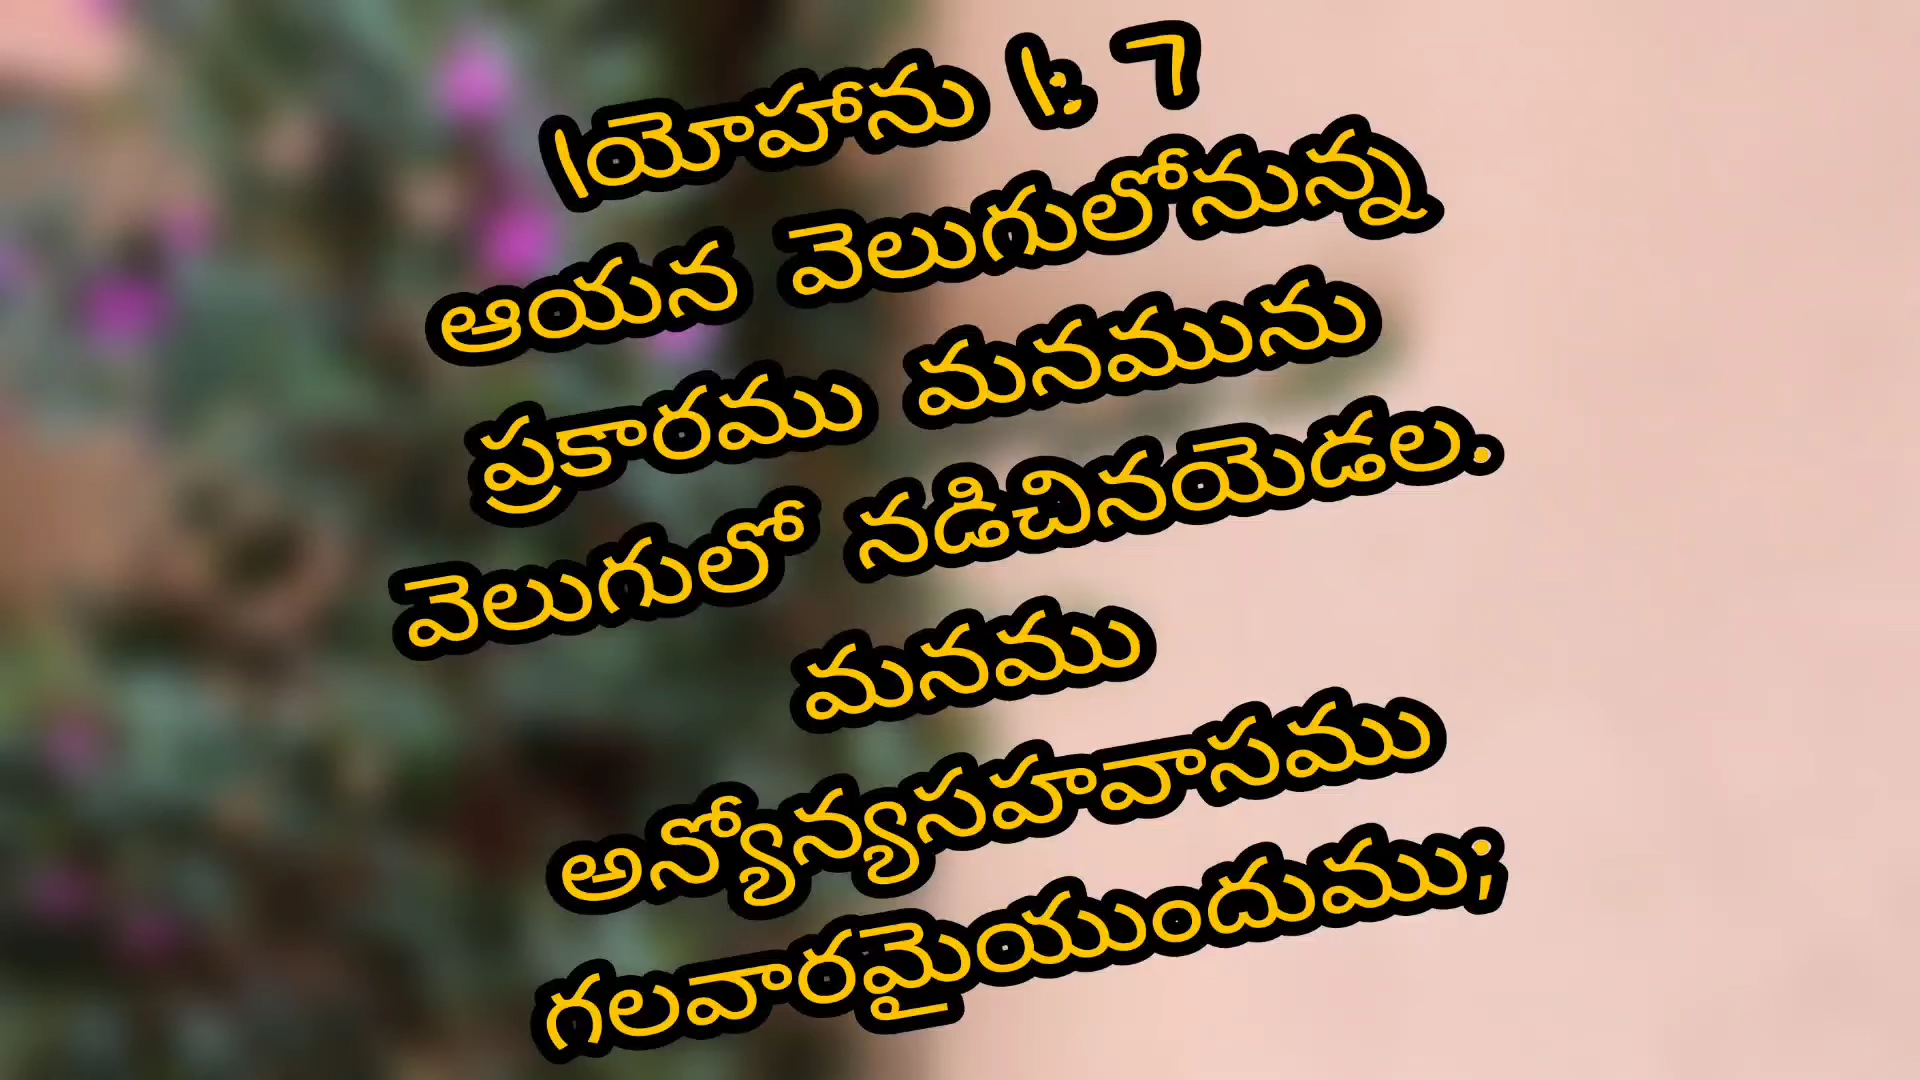 1యోహాను 1: 7
ఆయన వెలుగులోనున్న
ప్రకారము మనమును
వెలుగులో నడిచినయెడల.
మనము
అన్యోన్యసహవాసము
గలవారమైయుందుము;